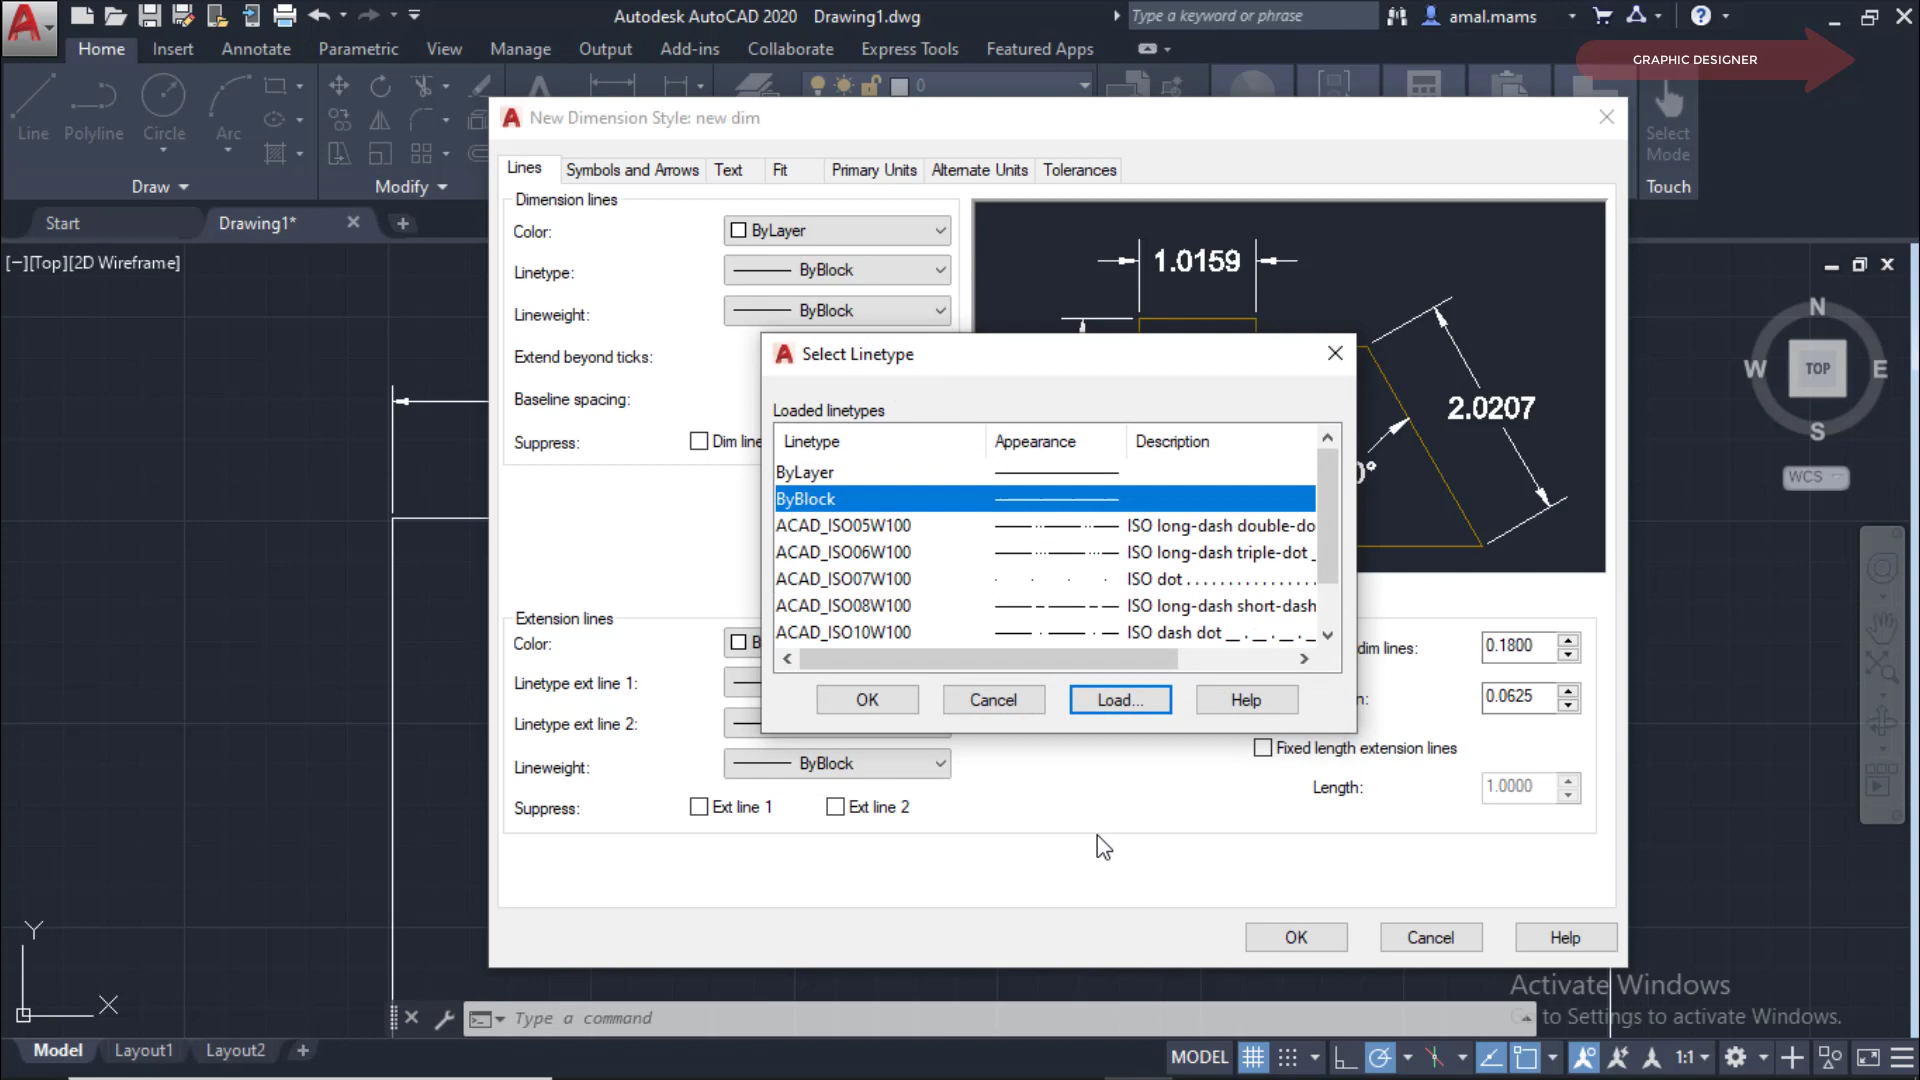 Autodesk AutoCAD 2020 Drawing1.dwg
Type a keyword or phrase
amal.mams
Home Insert Annotate Parametric View Manage Output Add-ins Collaborate Express Tools Featured Apps
GRAPHIC DESIGNER
0
Line Polyline Circle Arc
Select
Mode
Draw Modify Touch
Start Drawing1*
[−][Top][2D Wireframe]
New Dimension Style: new dim
Lines Symbols and Arrows Text Fit Primary Units Alternate Units Tolerances
Dimension lines
Color: ByLayer
Linetype: ByBlock
Lineweight: ByBlock
Extend beyond ticks:
Baseline spacing:
Suppress: Dim line
1.0159
2.0207
Select Linetype
Loaded linetypes
Linetype Appearance Description
ByLayer
ByBlock
ACAD_ISO05W100 ISO long-dash double-do
ACAD_ISO06W100 ISO long-dash triple-dot _
ACAD_ISO07W100 ISO dot . . . . . . . . . . . . . . . .
ACAD_ISO08W100 ISO long-dash short-dash
ACAD_ISO10W100 ISO dash dot __ . __ . __ . _
OK Cancel Load... Help
Extension lines
Color: B
Linetype ext line 1:
Linetype ext line 2:
Lineweight: ByBlock
Suppress: Ext line 1 Ext line 2
dim lines: 0.1800
n: 0.0625
Fixed length extension lines
Length: 1.0000
OK Cancel Help
N
W TOP E
S
WCS
Y
X
Activate Windows
to Settings to activate Windows.
Type a command
Model Layout1 Layout2
MODEL 1:1